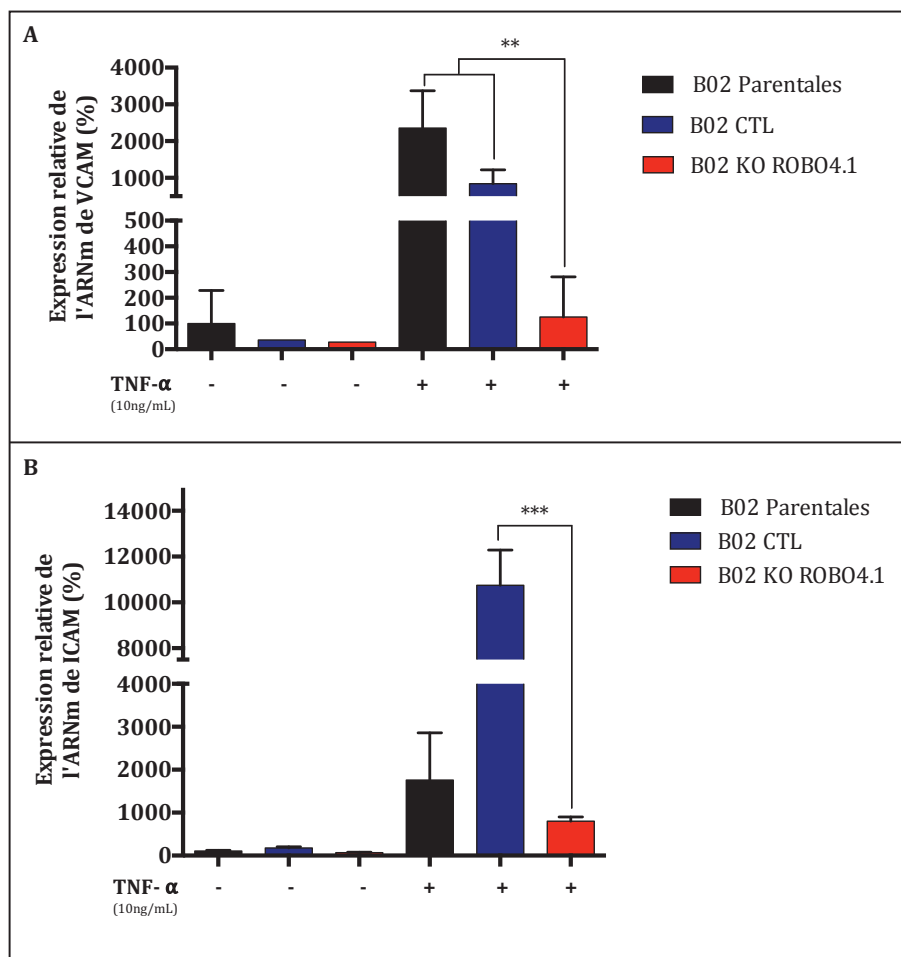 A
**
Expression relative de
l'ARNm de VCAM (%)
4000
3000
2000
1000
500
400
300
200
100
0
B02 Parentales
B02 CTL
B02 KO ROBO4.1
TNF-α - - - + + +
(10ng/mL)
B
***
Expression relative de
l'ARNm de ICAM (%)
14000
12000
10000
8000
4000
3000
2000
1000
0
B02 Parentales
B02 CTL
B02 KO ROBO4.1
TNF- α - - - + + +
(10ng/mL)